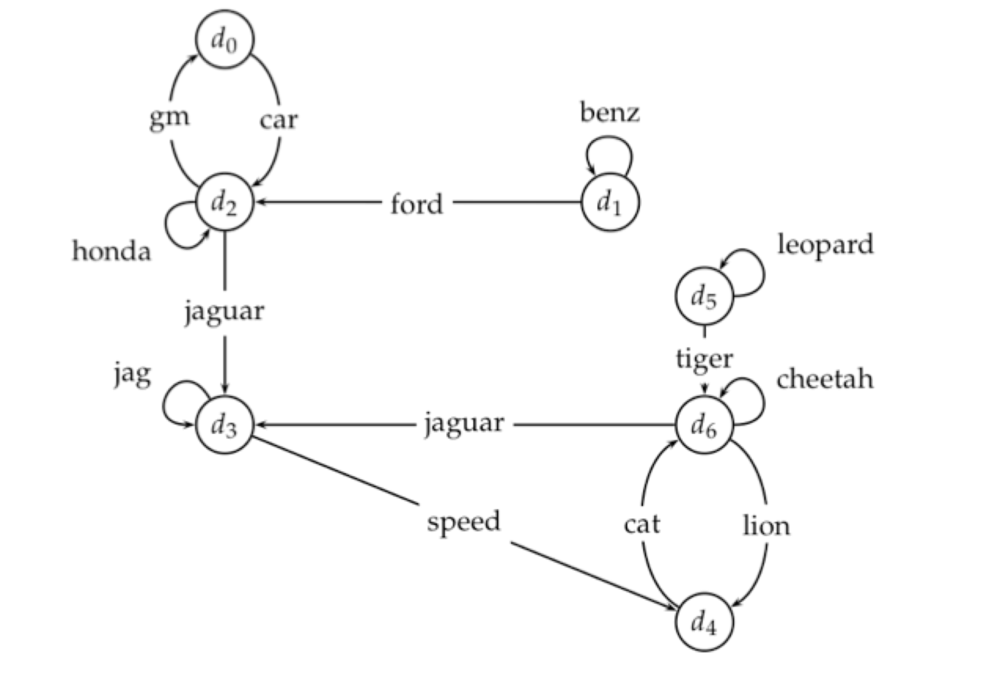 d0
gm
car
benz
d2
ford
d1
honda
leopard
d5
jaguar
tiger
jag
cheetah
d3
jaguar
d6
speed
cat
lion
d4